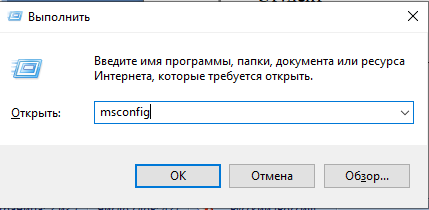 Выполнить
Введите имя программы, папки, документа или ресурса
Интернета, которые требуется открыть.
Открыть: msconfig
ОК Отмена Обзор...